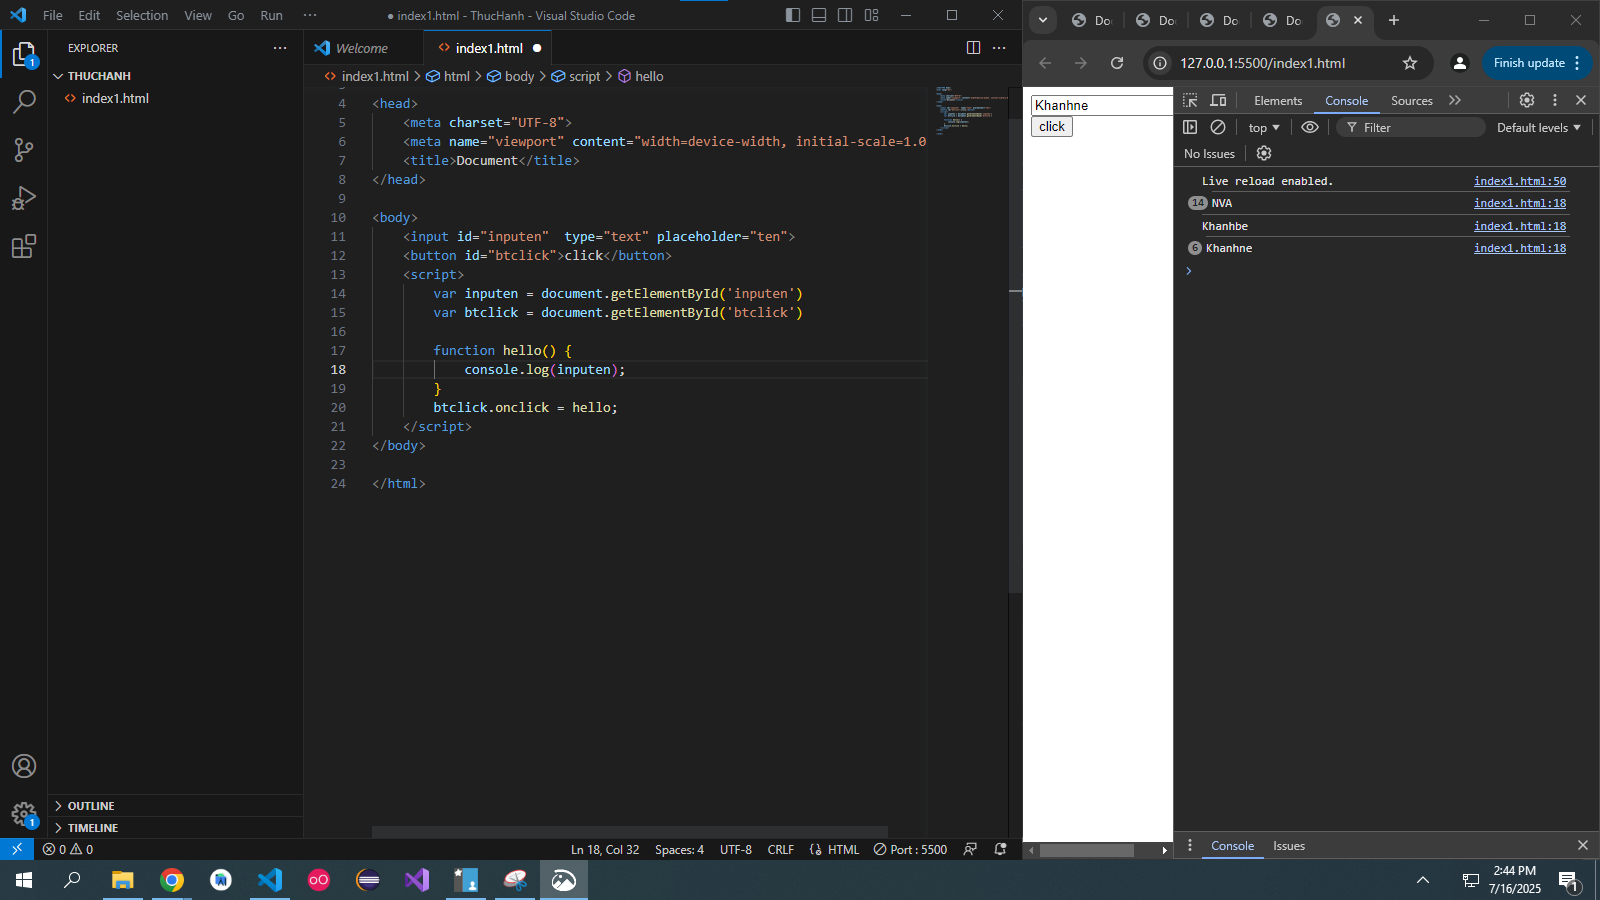 File Edit Selection View Go Run ··· ● index1.html - ThucHanh - Visual Studio Code
EXPLORER ···
THUCHANH
index1.html
1
Welcome
index1.html ●
index1.html > html > body > script > hello
4 <head>
5 <meta charset="UTF-8">
6 <meta name="viewport" content="width=device-width, initial-scale=1.0
7 <title>Document</title>
8 </head>
9
10 <body>
11 <input id="inputen"  type="text" placeholder="ten">
12 <button id="btclick">click</button>
13 <script>
14 var inputen = document.getElementById('inputen')
15 var btclick = document.getElementById('btclick')
16
17 function hello() {
18 console.log(inputen);
19 }
20 btclick.onclick = hello;
21 </script>
22 </body>
23
24 </html>
OUTLINE
TIMELINE
1
0 0
Ln 18, Col 32 Spaces: 4 UTF-8 CRLF HTML Port : 5500
Do Do Do Do
127.0.0.1:5500/index1.html
Finish update
Khanhne
click
Elements Console Sources
top Filter Default levels
No Issues
Live reload enabled. index1.html:50
14 NVA index1.html:18
Khanhbe index1.html:18
6 Khanhne index1.html:18
Console Issues
2:44 PM
7/16/2025
1